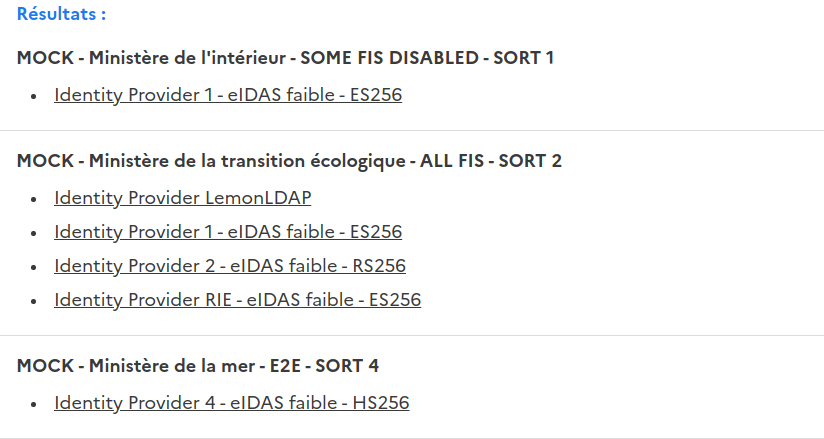 Résultats :
MOCK - Ministère de l'intérieur - SOME FIS DISABLED - SORT 1
Identity Provider 1 - eIDAS faible - ES256
MOCK - Ministère de la transition écologique - ALL FIS - SORT 2
Identity Provider LemonLDAP
Identity Provider 1 - eIDAS faible - ES256
Identity Provider 2 - eIDAS faible - RS256
Identity Provider RIE - eIDAS faible - ES256
MOCK - Ministère de la mer - E2E - SORT 4
Identity Provider 4 - eIDAS faible - HS256